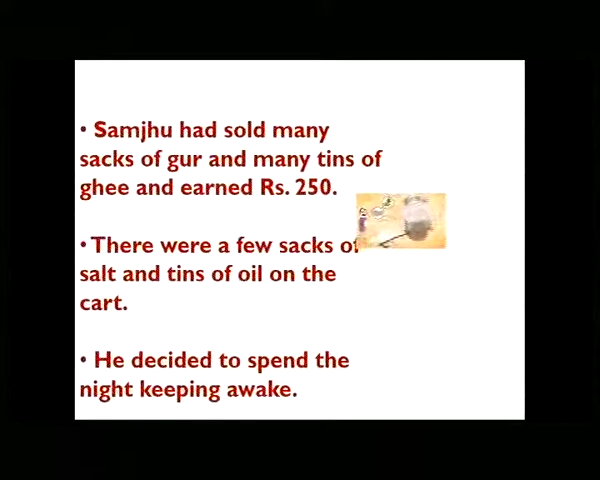 • Samjhu had sold many
sacks of gur and many tins of
ghee and earned Rs. 250.
• There were a few sacks of
salt and tins of oil on the
cart.
• He decided to spend the
night keeping awake.